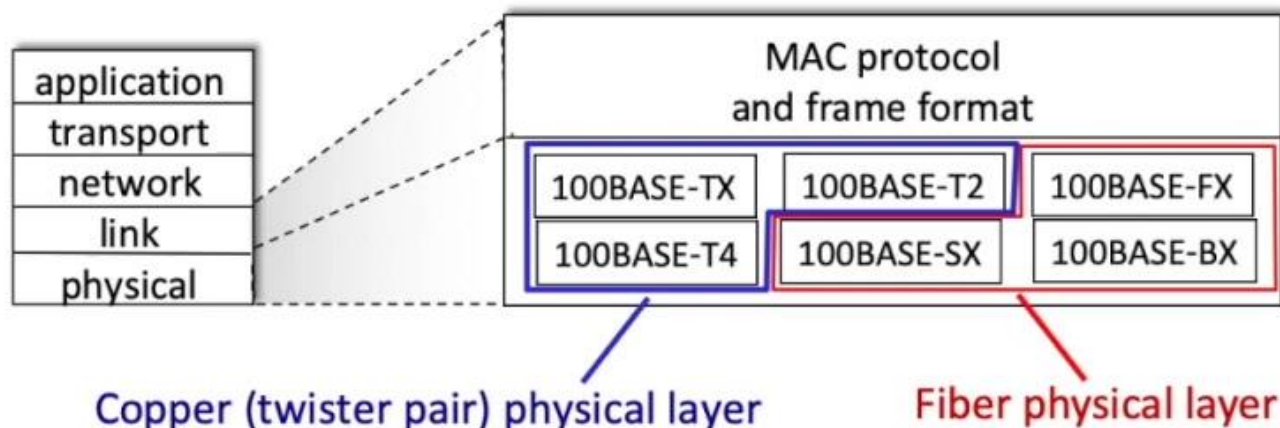 application
transport
network
link
physical
MAC protocol
and frame format
100BASE-TX
100BASE-T2
100BASE-FX
100BASE-T4
100BASE-SX
100BASE-BX
Copper (twister pair) physical layer
Fiber physical layer